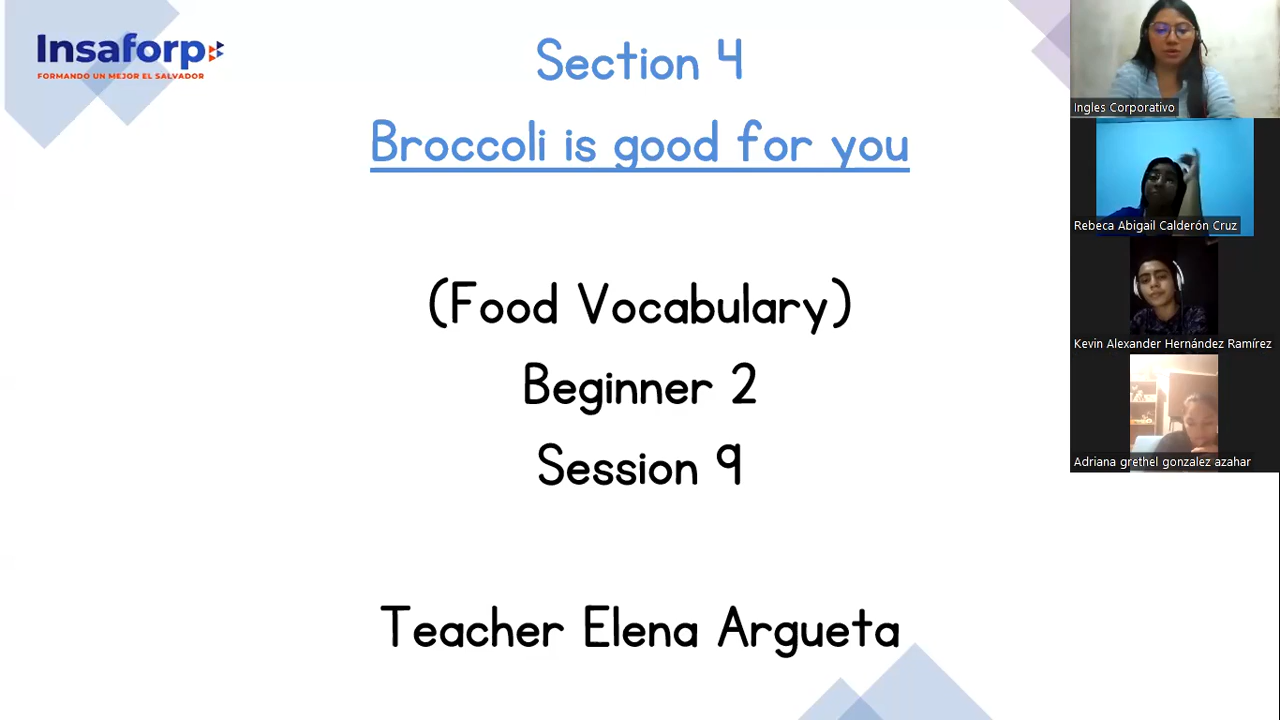 Insaforp
FORMANDO UN MEJOR EL SALVADOR
Section 4
Broccoli is good for you
(Food Vocabulary)
Beginner 2
Session 9
Teacher Elena Argueta
Ingles Corporativo
Rebeca Abigail Calderón Cruz
Kevin Alexander Hernández Ramírez
Adriana grethel gonzalez azahar